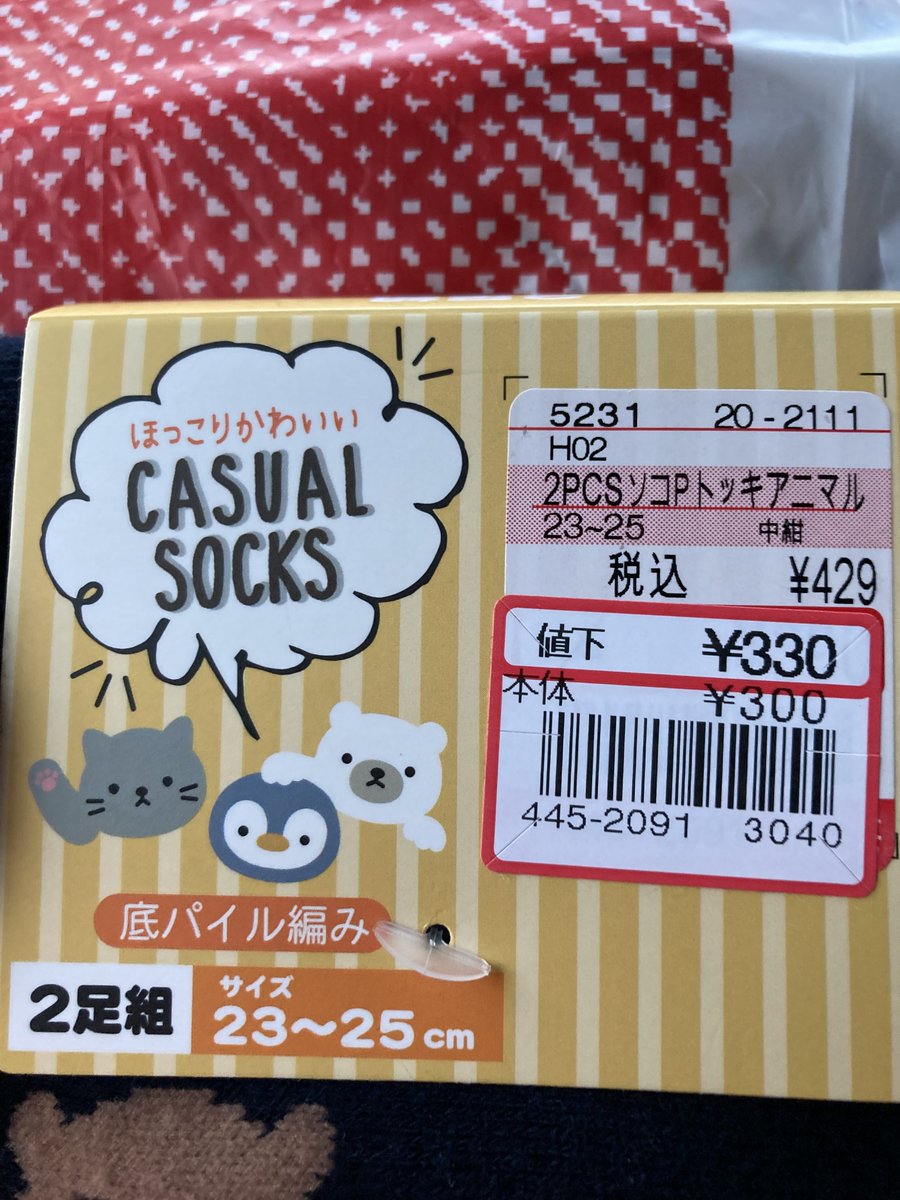 ほっこりかわいい
CASUAL
SOCKS
底パイル編み
2足組
サイズ
23～25cm
5231 20-2111
H02
2PCSソコPトッキアニマル
23~25 中紺
税込 ¥429
値下 ¥330
本体 ¥300
445-2091 3040